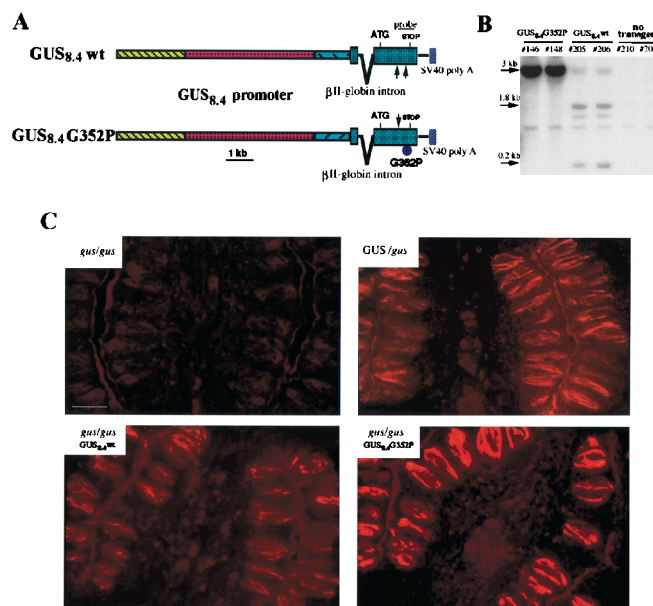 A
probe
ATG STOP
GUS8.4 wt
SV40 poly A
βII-globin intron
GUS8.4 promoter
ATG STOP
GUS8.4 G352P
SV40 poly A
1 kb
G352P
βII-globin intron
B
GUS8.4G352P GUS8.4wt no transgene
#146 #148 #205 #206 #210 #20
3 kb
1.8 kb
0.2 kb
C
gus/gus
GUS/gus
gus/gus
GUS8.4wt
gus/gus
GUS8.4G352P